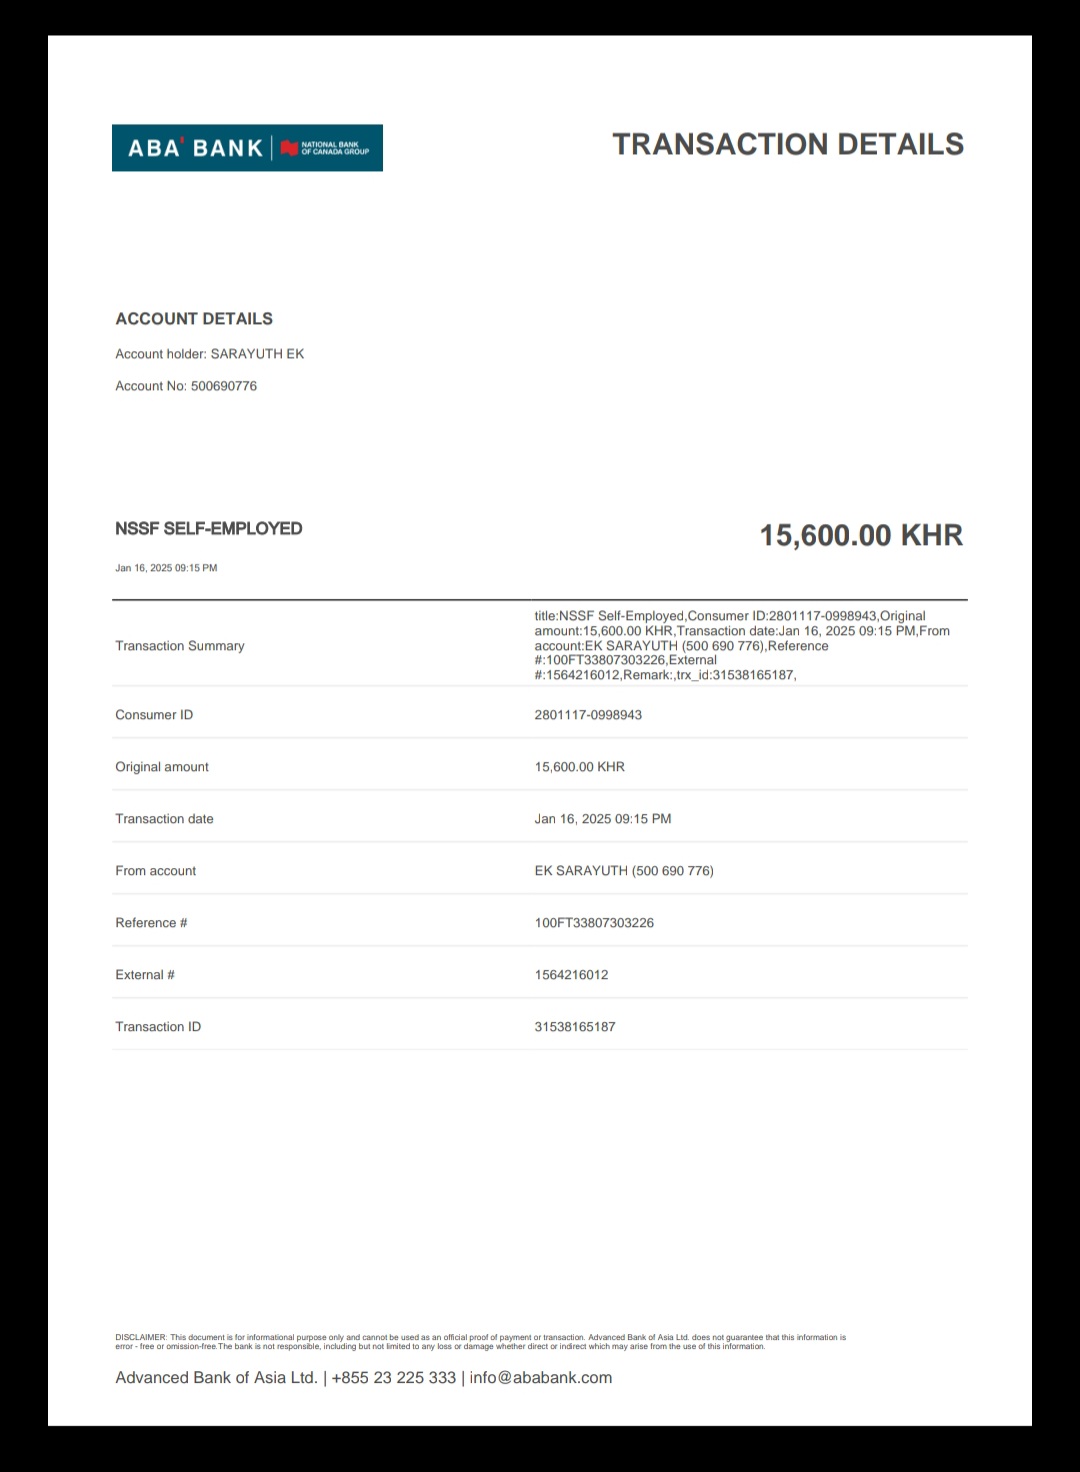 ABA' BANK
NATIONAL BANK
OF CANADA GROUP
TRANSACTION DETAILS
ACCOUNT DETAILS
Account holder: SARAYUTH EK
Account No: 500690776
NSSF SELF-EMPLOYED
15,600.00 KHR
Jan 16, 2025 09:15 PM
Transaction Summary
title:NSSF Self-Employed,Consumer ID:2801117-0998943,Original
amount:15,600.00 KHR,Transaction date:Jan 16, 2025 09:15 PM,From
account:EK SARAYUTH (500 690 776),Reference
#:100FT33807303226,External
#:1564216012,Remark:,trx_id:31538165187,
Consumer ID
2801117-0998943
Original amount
15,600.00 KHR
Transaction date
Jan 16, 2025 09:15 PM
From account
EK SARAYUTH (500 690 776)
Reference #
100FT33807303226
External #
1564216012
Transaction ID
31538165187
DISCLAIMER: This document is for informational purpose only and cannot be used as an official proof of payment or transaction. Advanced Bank of Asia Ltd. does not guarantee that this information is
error - free or omission-free.The bank is not responsible, including but not limited to any loss or damage whether direct or indirect which may arise from the use of this information.
Advanced Bank of Asia Ltd. | +855 23 225 333 | info@ababank.com